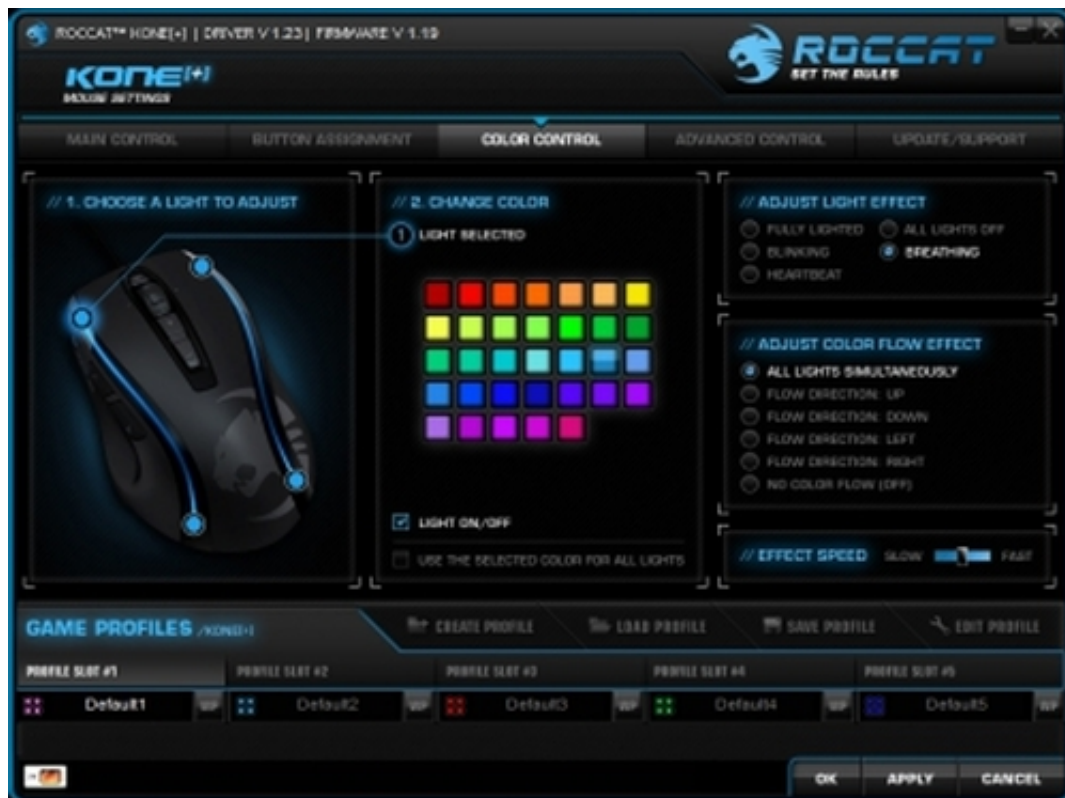 ROCCAT™ KONE[+] | DRIVER V 1.23 | FIRMWARE V 1.19
ROCCAT
SET THE RULES
KONE[+]
MOUSE SETTINGS
MAIN CONTROL
BUTTON ASSIGNMENT
COLOR CONTROL
ADVANCED CONTROL
UPDATE/SUPPORT
// 1. CHOOSE A LIGHT TO ADJUST
// 2. CHANGE COLOR
1 LIGHT SELECTED
LIGHT ON/OFF
USE THE SELECTED COLOR FOR ALL LIGHTS
// ADJUST LIGHT EFFECT
FULLY LIGHTED
ALL LIGHTS OFF
BLINKING
BREATHING
HEARTBEAT
// ADJUST COLOR FLOW EFFECT
ALL LIGHTS SIMULTANEOUSLY
FLOW DIRECTION: UP
FLOW DIRECTION: DOWN
FLOW DIRECTION: LEFT
FLOW DIRECTION: RIGHT
NO COLOR FLOW (OFF)
// EFFECT SPEED SLOW FAST
GAME PROFILES /KONE[+]
CREATE PROFILE
LOAD PROFILE
SAVE PROFILE
EDIT PROFILE
PROFILE SLOT #1
PROFILE SLOT #2
PROFILE SLOT #3
PROFILE SLOT #4
PROFILE SLOT #5
Default1
Default2
Default3
Default4
Default5
OK
APPLY
CANCEL